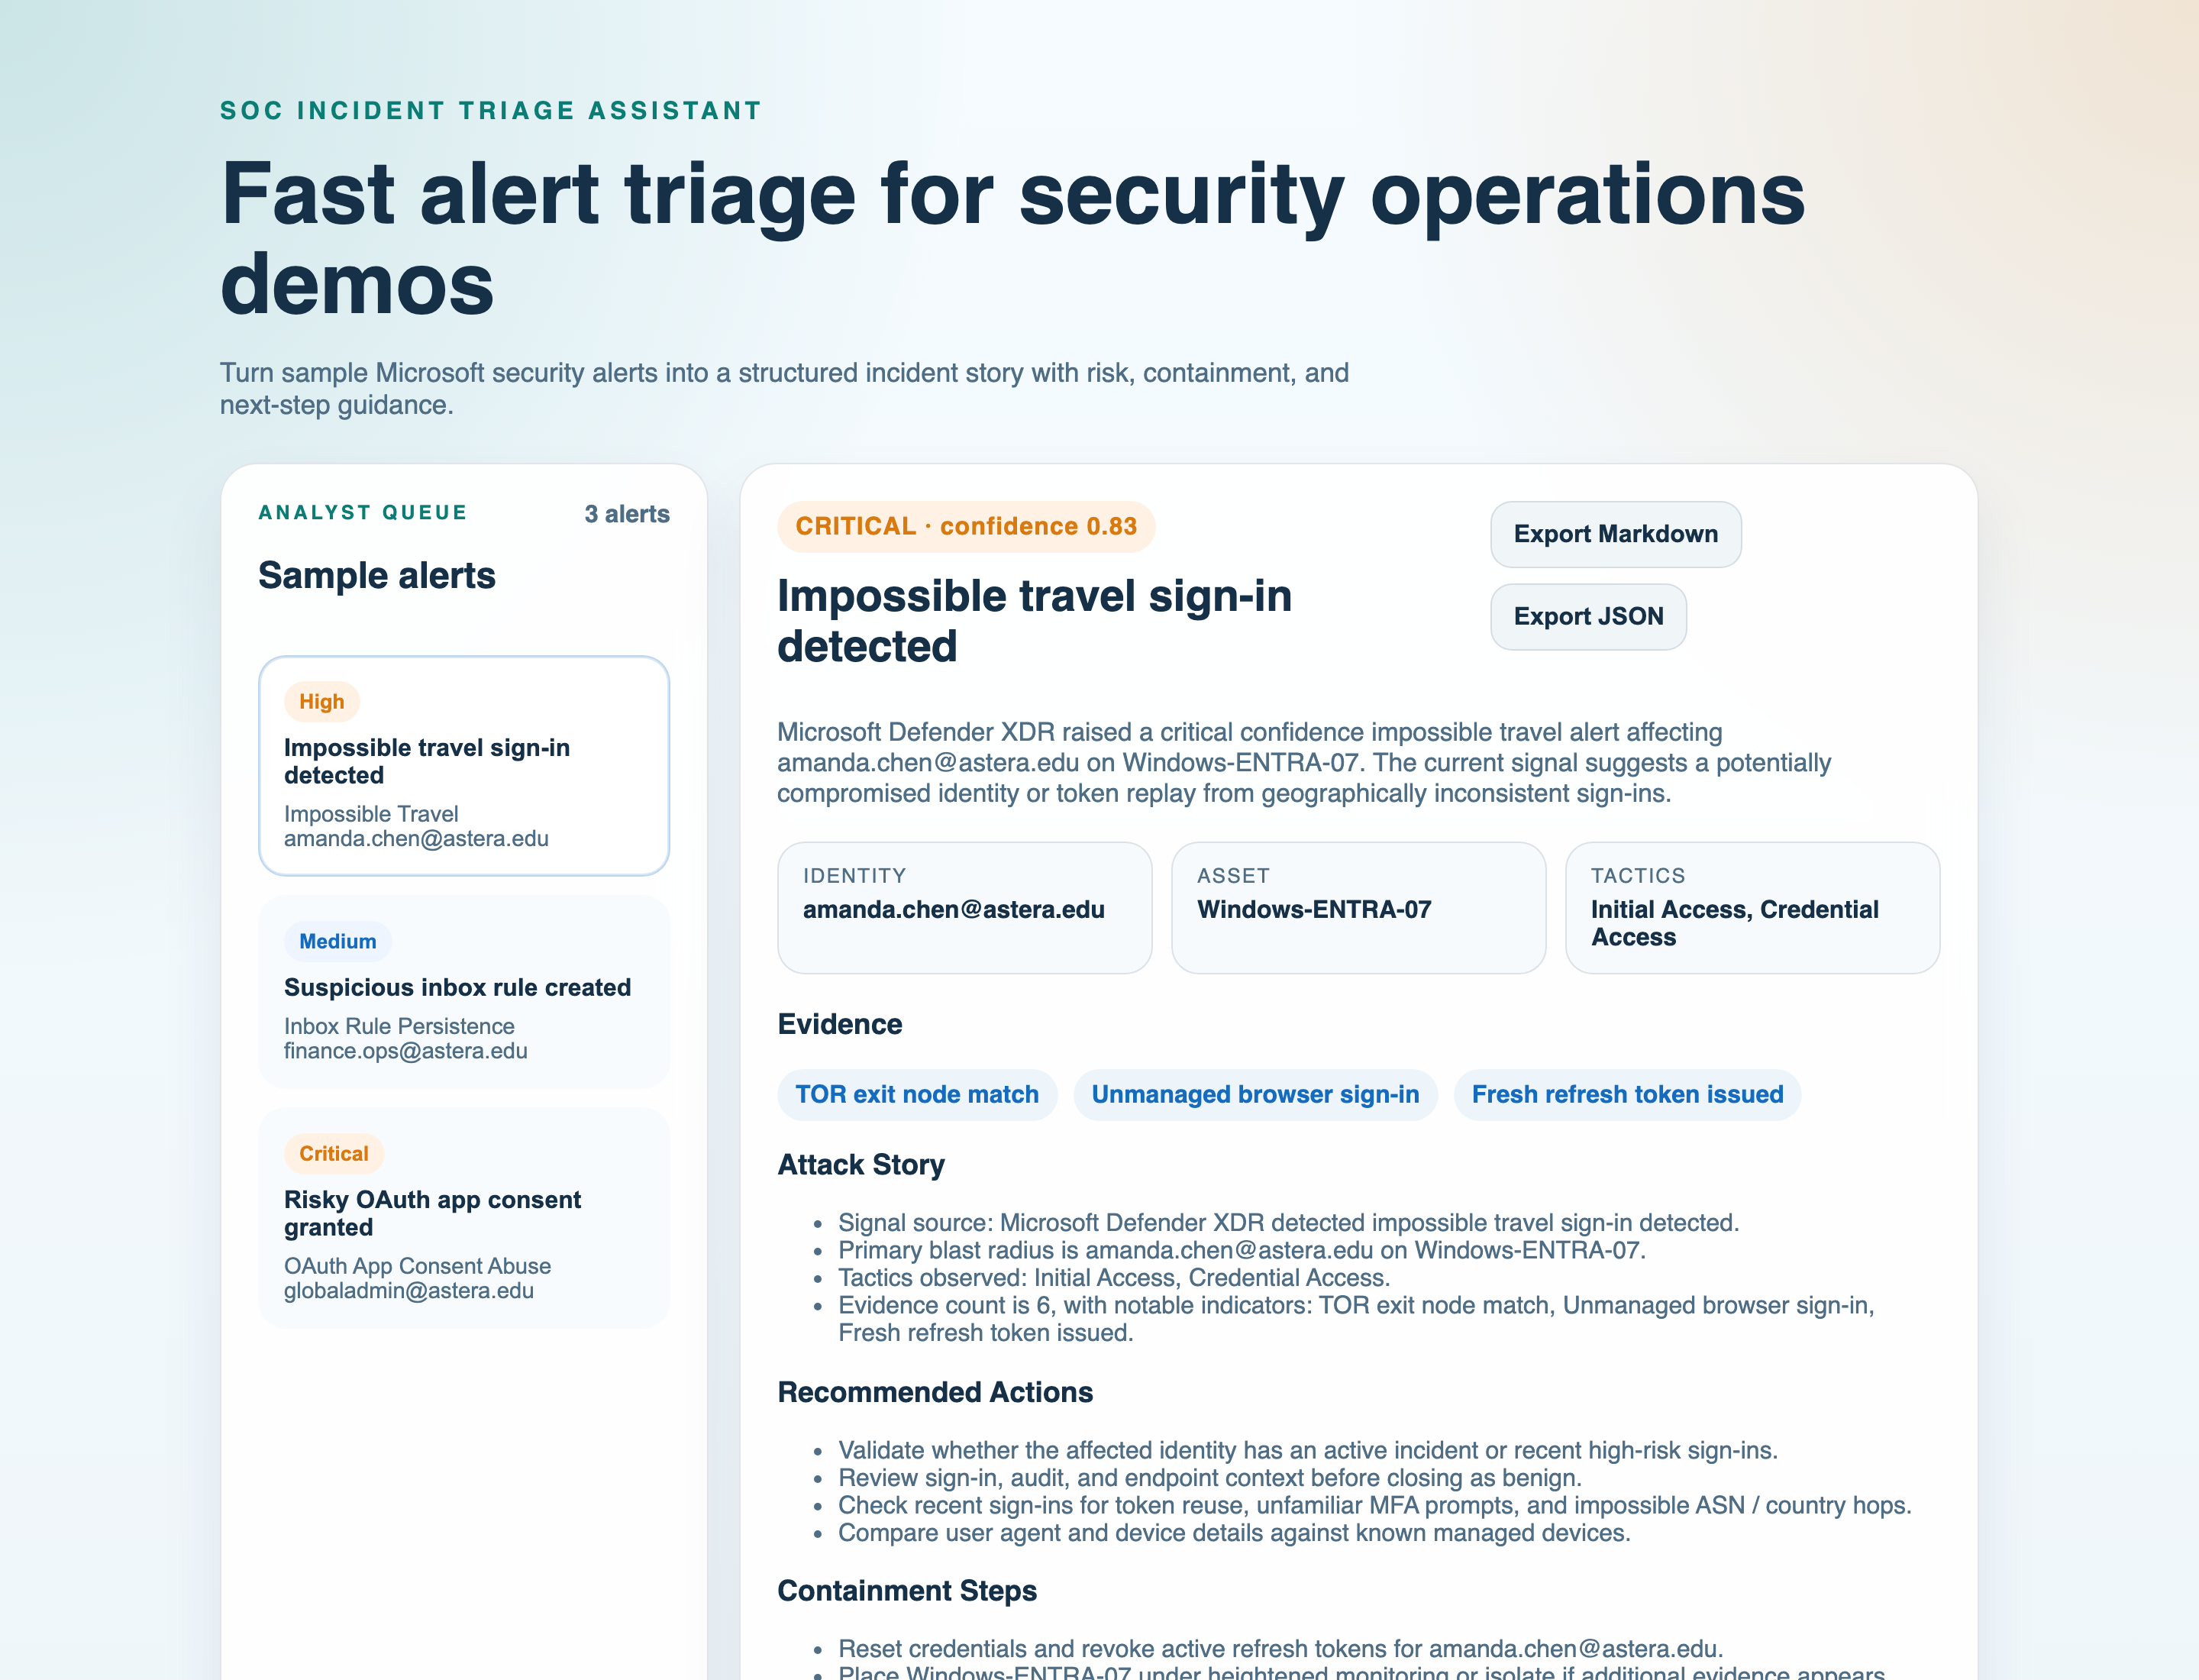 SOC INCIDENT TRIAGE ASSISTANT
Fast alert triage for security operations
demos
Turn sample Microsoft security alerts into a structured incident story with risk, containment, and
next-step guidance.
ANALYST QUEUE
3 alerts
Sample alerts
High
Impossible travel sign-in
detected
Impossible Travel
amanda.chen@astera.edu
Medium
Suspicious inbox rule created
Inbox Rule Persistence
finance.ops@astera.edu
Critical
Risky OAuth app consent
granted
OAuth App Consent Abuse
globaladmin@astera.edu
CRITICAL · confidence 0.83
Export Markdown
Export JSON
Impossible travel sign-in
detected
Microsoft Defender XDR raised a critical confidence impossible travel alert affecting
amanda.chen@astera.edu on Windows-ENTRA-07. The current signal suggests a potentially
compromised identity or token replay from geographically inconsistent sign-ins.
IDENTITY
amanda.chen@astera.edu
ASSET
Windows-ENTRA-07
TACTICS
Initial Access, Credential
Access
Evidence
TOR exit node match
Unmanaged browser sign-in
Fresh refresh token issued
Attack Story
• Signal source: Microsoft Defender XDR detected impossible travel sign-in detected.
• Primary blast radius is amanda.chen@astera.edu on Windows-ENTRA-07.
• Tactics observed: Initial Access, Credential Access.
• Evidence count is 6, with notable indicators: TOR exit node match, Unmanaged browser sign-in,
Fresh refresh token issued.
Recommended Actions
• Validate whether the affected identity has an active incident or recent high-risk sign-ins.
• Review sign-in, audit, and endpoint context before closing as benign.
• Check recent sign-ins for token reuse, unfamiliar MFA prompts, and impossible ASN / country hops.
• Compare user agent and device details against known managed devices.
Containment Steps
• Reset credentials and revoke active refresh tokens for amanda.chen@astera.edu.
• Place Windows-ENTRA-07 under heightened monitoring or isolate if additional evidence appears.